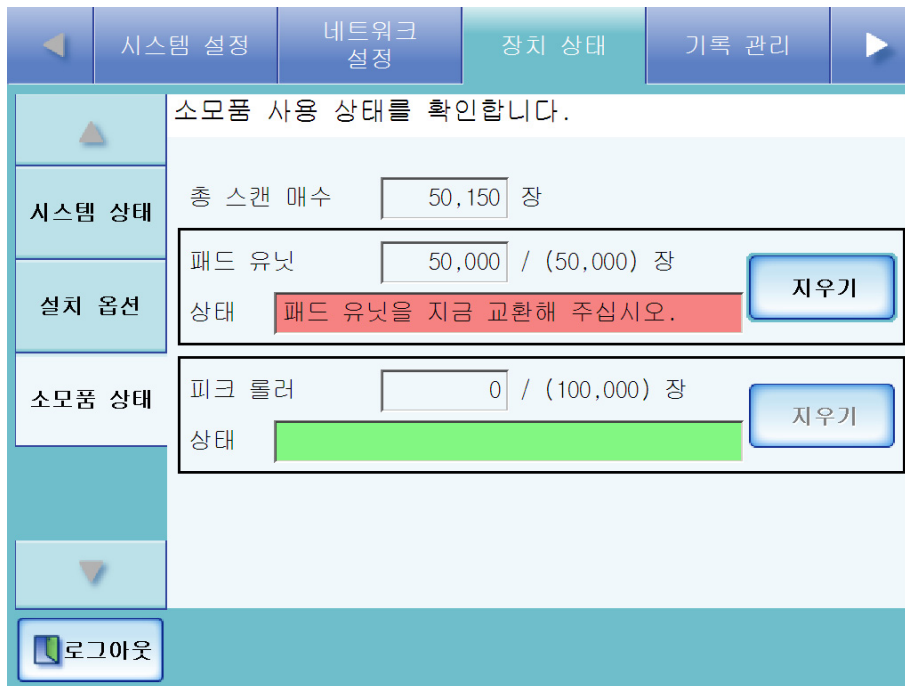 시스템 설정
네트워크
설정
장치 상태
기록 관리
소모품 사용 상태를 확인합니다.
시스템 상태
설치 옵션
소모품 상태
총 스캔 매수 50,150 장
패드 유닛 50,000 / (50,000) 장
상태 패드 유닛을 지금 교환해 주십시오.
지우기
피크 롤러 0 / (100,000) 장
상태
지우기
로그아웃